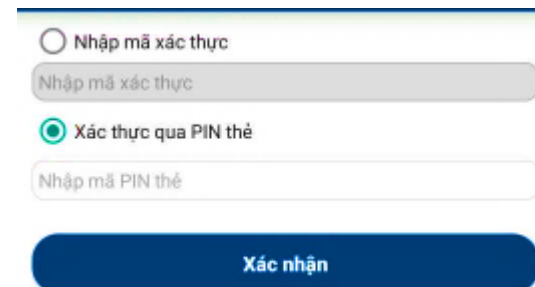 Nhập mã xác thực
Nhập mã xác thực
Xác thực qua PIN thẻ
Nhập mã PIN thẻ
Xác nhận